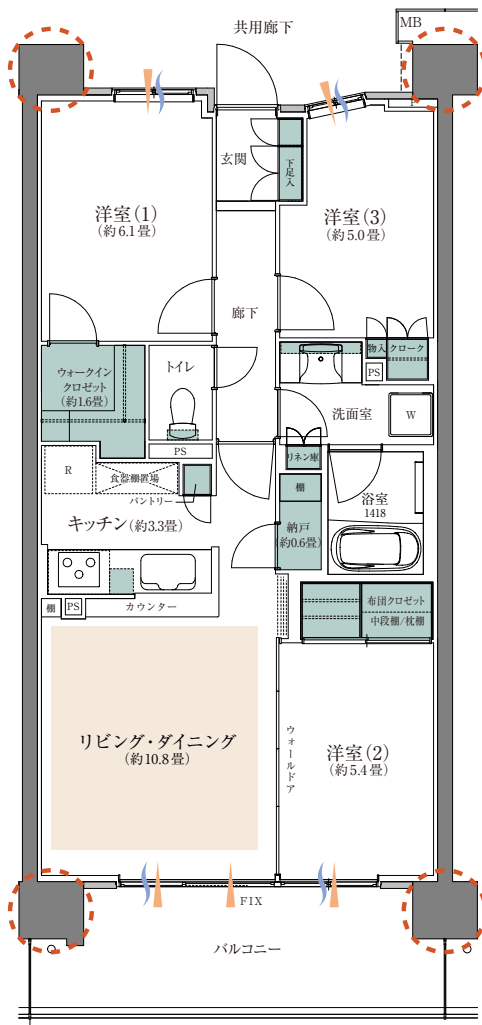 共用廊下
MB
玄関
下足入
洋室(1)
(約6.1畳)
洋室(3)
(約5.0畳)
廊下
物入
クローク
PS
ウォークイン
クロゼット
(約1.6畳)
トイレ
洗面室
W
PS
リネン庫
R
食器棚置場
パントリー
棚
浴室
1418
キッチン(約3.3畳)
納戸
(約0.6畳)
棚
PS
カウンター
布団クロゼット
中段棚/枕棚
リビング・ダイニング
(約10.8畳)
ウォールドア
洋室(2)
(約5.4畳)
FIX
バルコニー